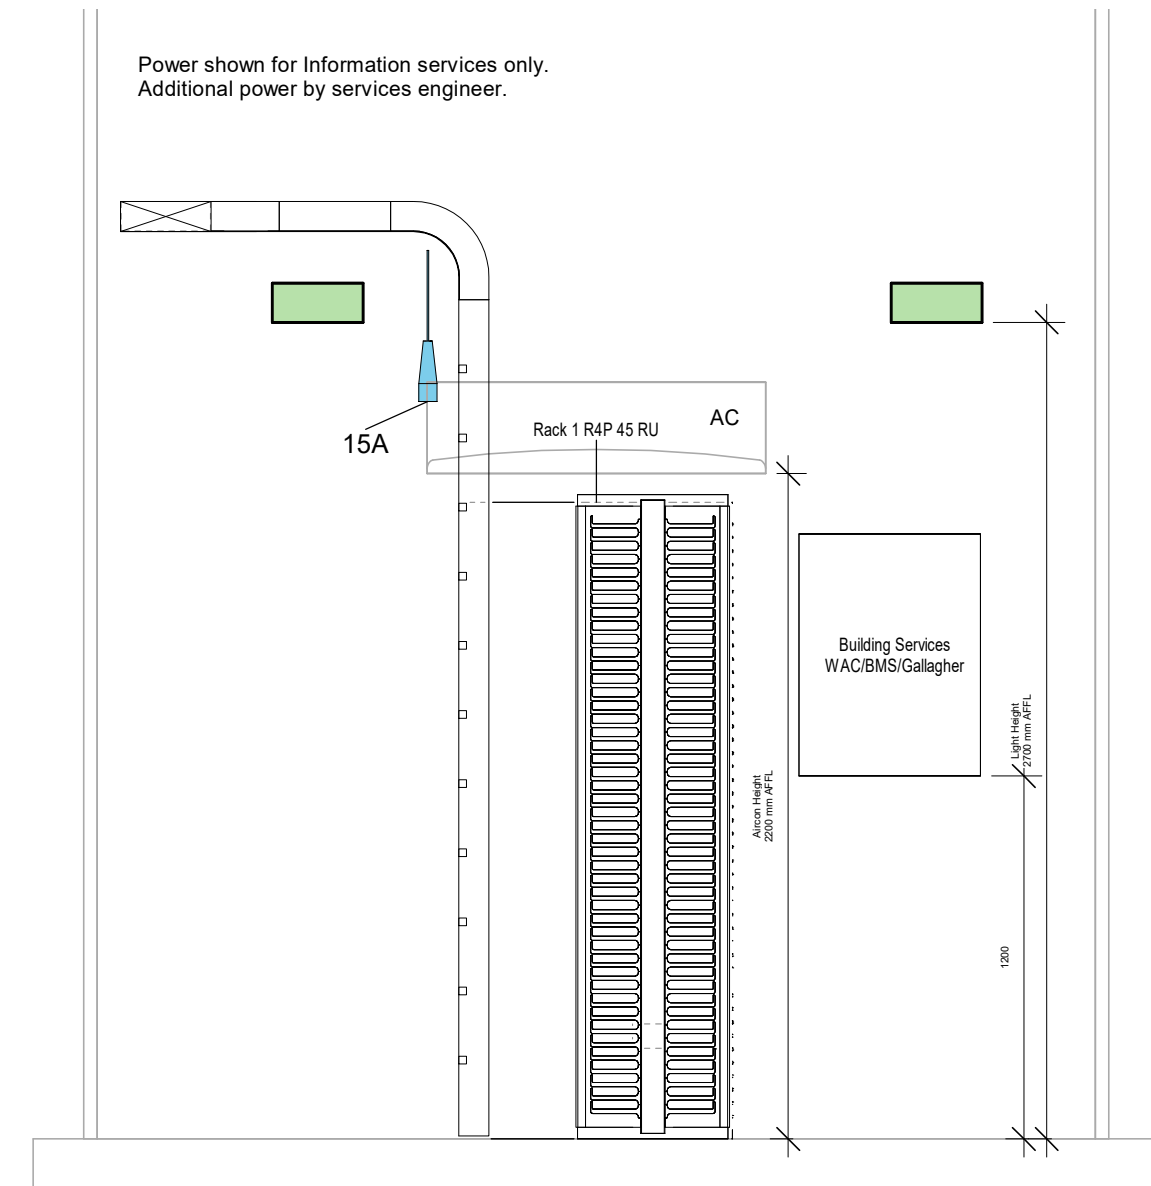 Power shown for Information services only.
Additional power by services engineer.
15A
Rack 1 R4P 45 RU
AC
Building Services
WAC/BMS/Gallagher
Light Height
2700 mm AFFL
Aircon Height
2200 mm AFFL
1200